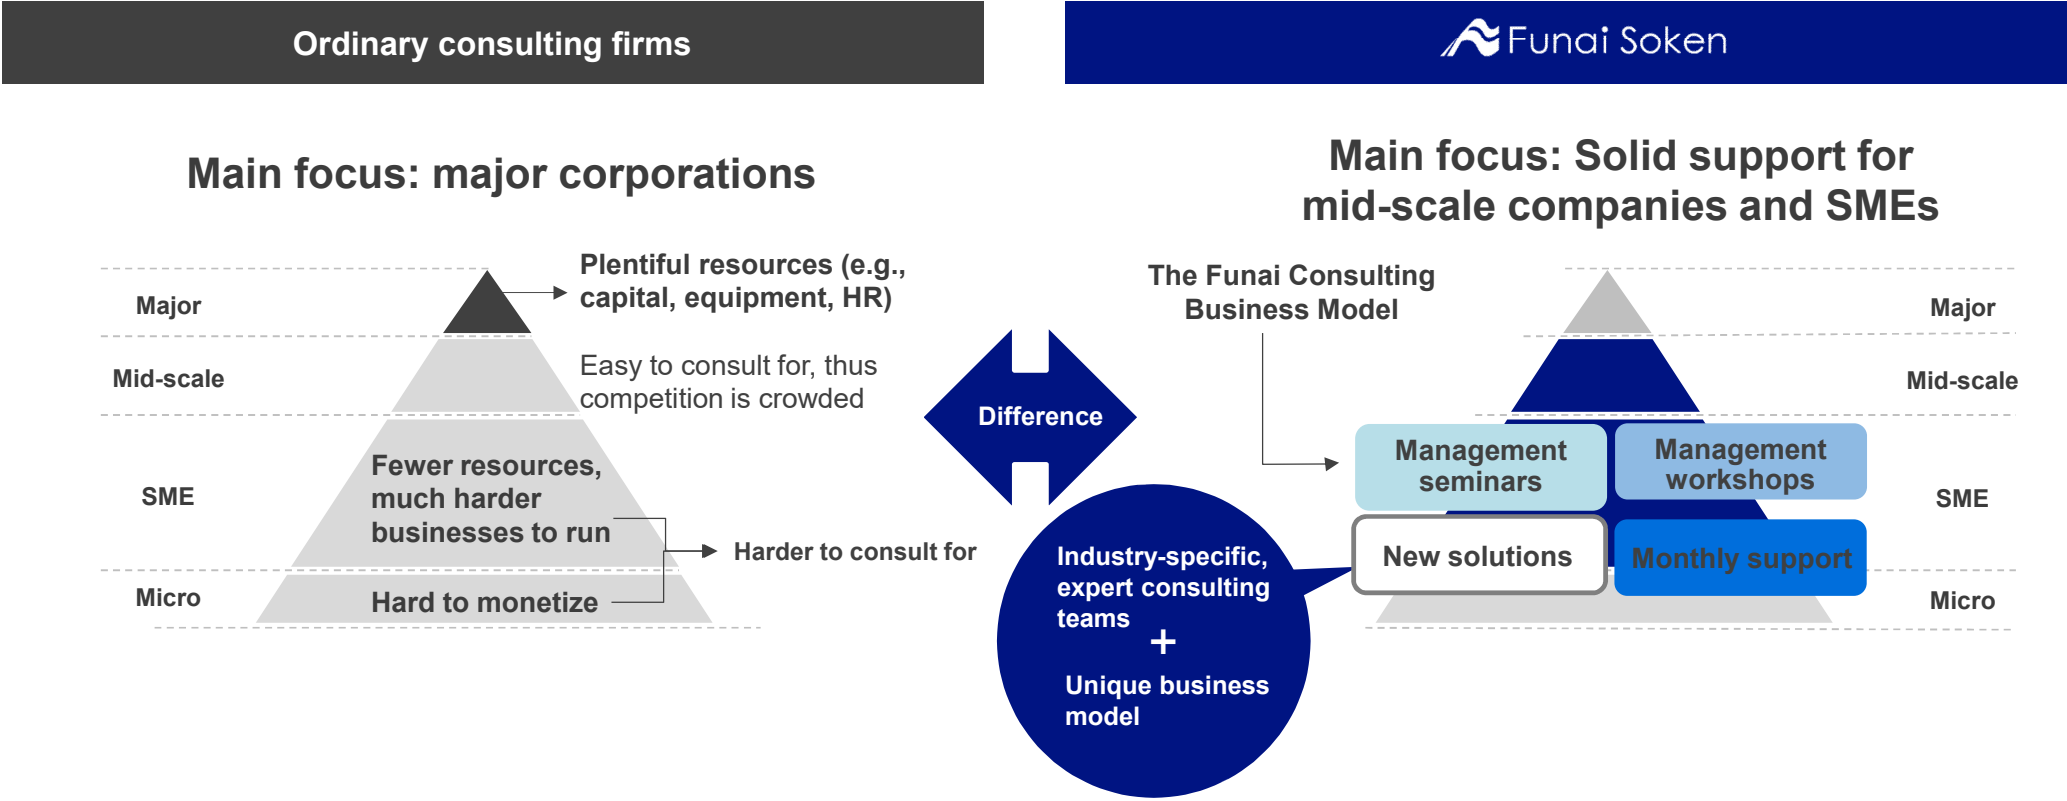 Ordinary consulting firms
Main focus: major corporations
Major
Mid-scale
SME
Micro
Plentiful resources (e.g.,
capital, equipment, HR)
Easy to consult for, thus
competition is crowded
Fewer resources,
much harder
businesses to run
Hard to monetize
Harder to consult for
Difference
Industry-specific,
expert consulting
teams
+
Unique business
model
Funai Soken
Main focus: Solid support for
mid-scale companies and SMEs
The Funai Consulting
Business Model
Management
seminars
Management
workshops
New solutions
Monthly support
Major
Mid-scale
SME
Micro